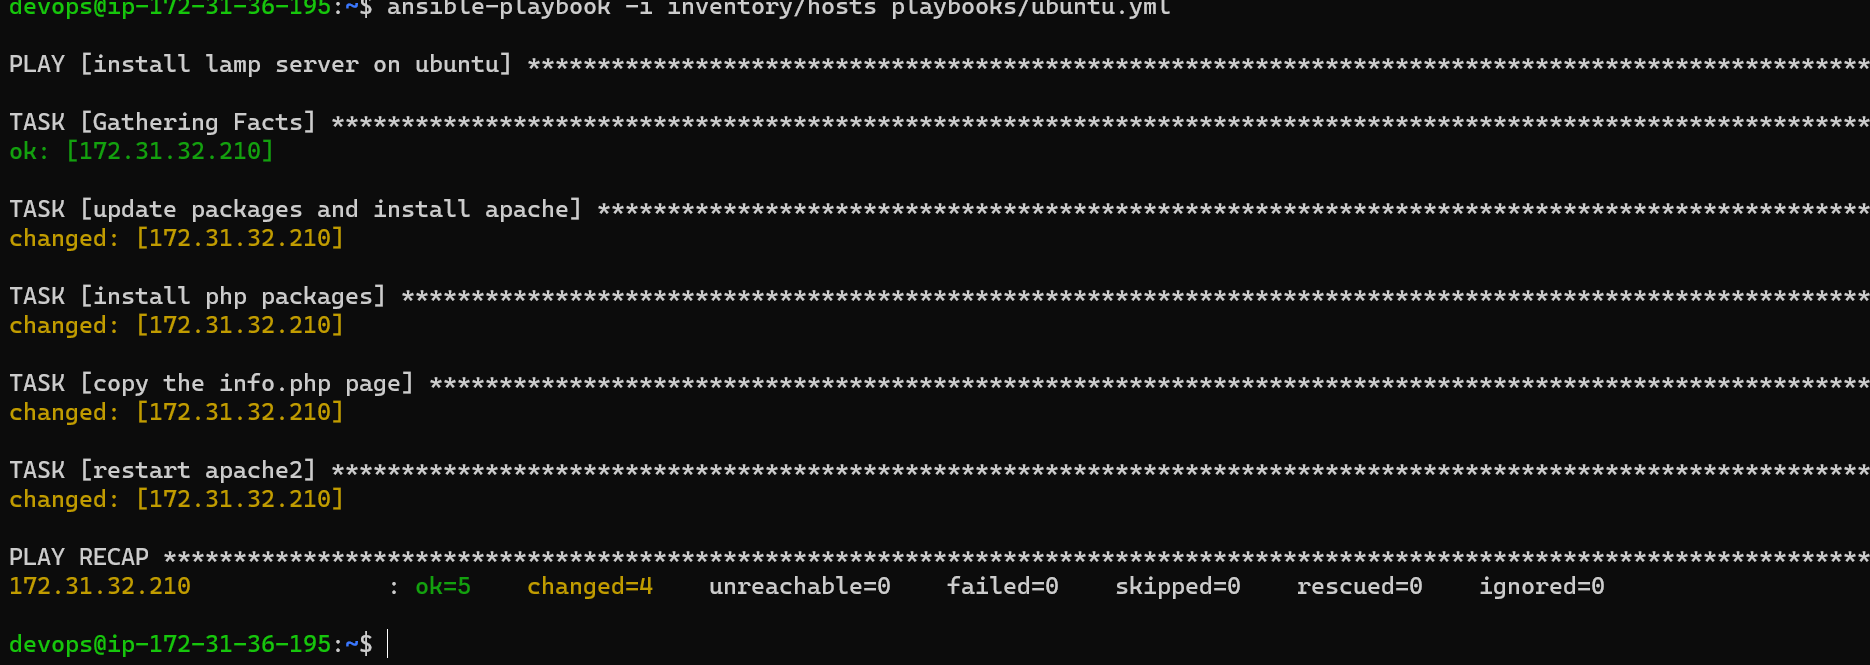 devops@ip-172-31-36-195:~$ ansible-playbook -i inventory/hosts playbooks/ubuntu.yml
PLAY [install lamp server on ubuntu] ************************************************************************************************
TASK [Gathering Facts] **************************************************************************************************************
ok: [172.31.32.210]
TASK [update packages and install apache] *******************************************************************************************
changed: [172.31.32.210]
TASK [install php packages] *********************************************************************************************************
changed: [172.31.32.210]
TASK [copy the info.php page] *******************************************************************************************************
changed: [172.31.32.210]
TASK [restart apache2] **************************************************************************************************************
changed: [172.31.32.210]
PLAY RECAP **************************************************************************************************************************
172.31.32.210              : ok=5    changed=4    unreachable=0    failed=0    skipped=0    rescued=0    ignored=0
devops@ip-172-31-36-195:~$